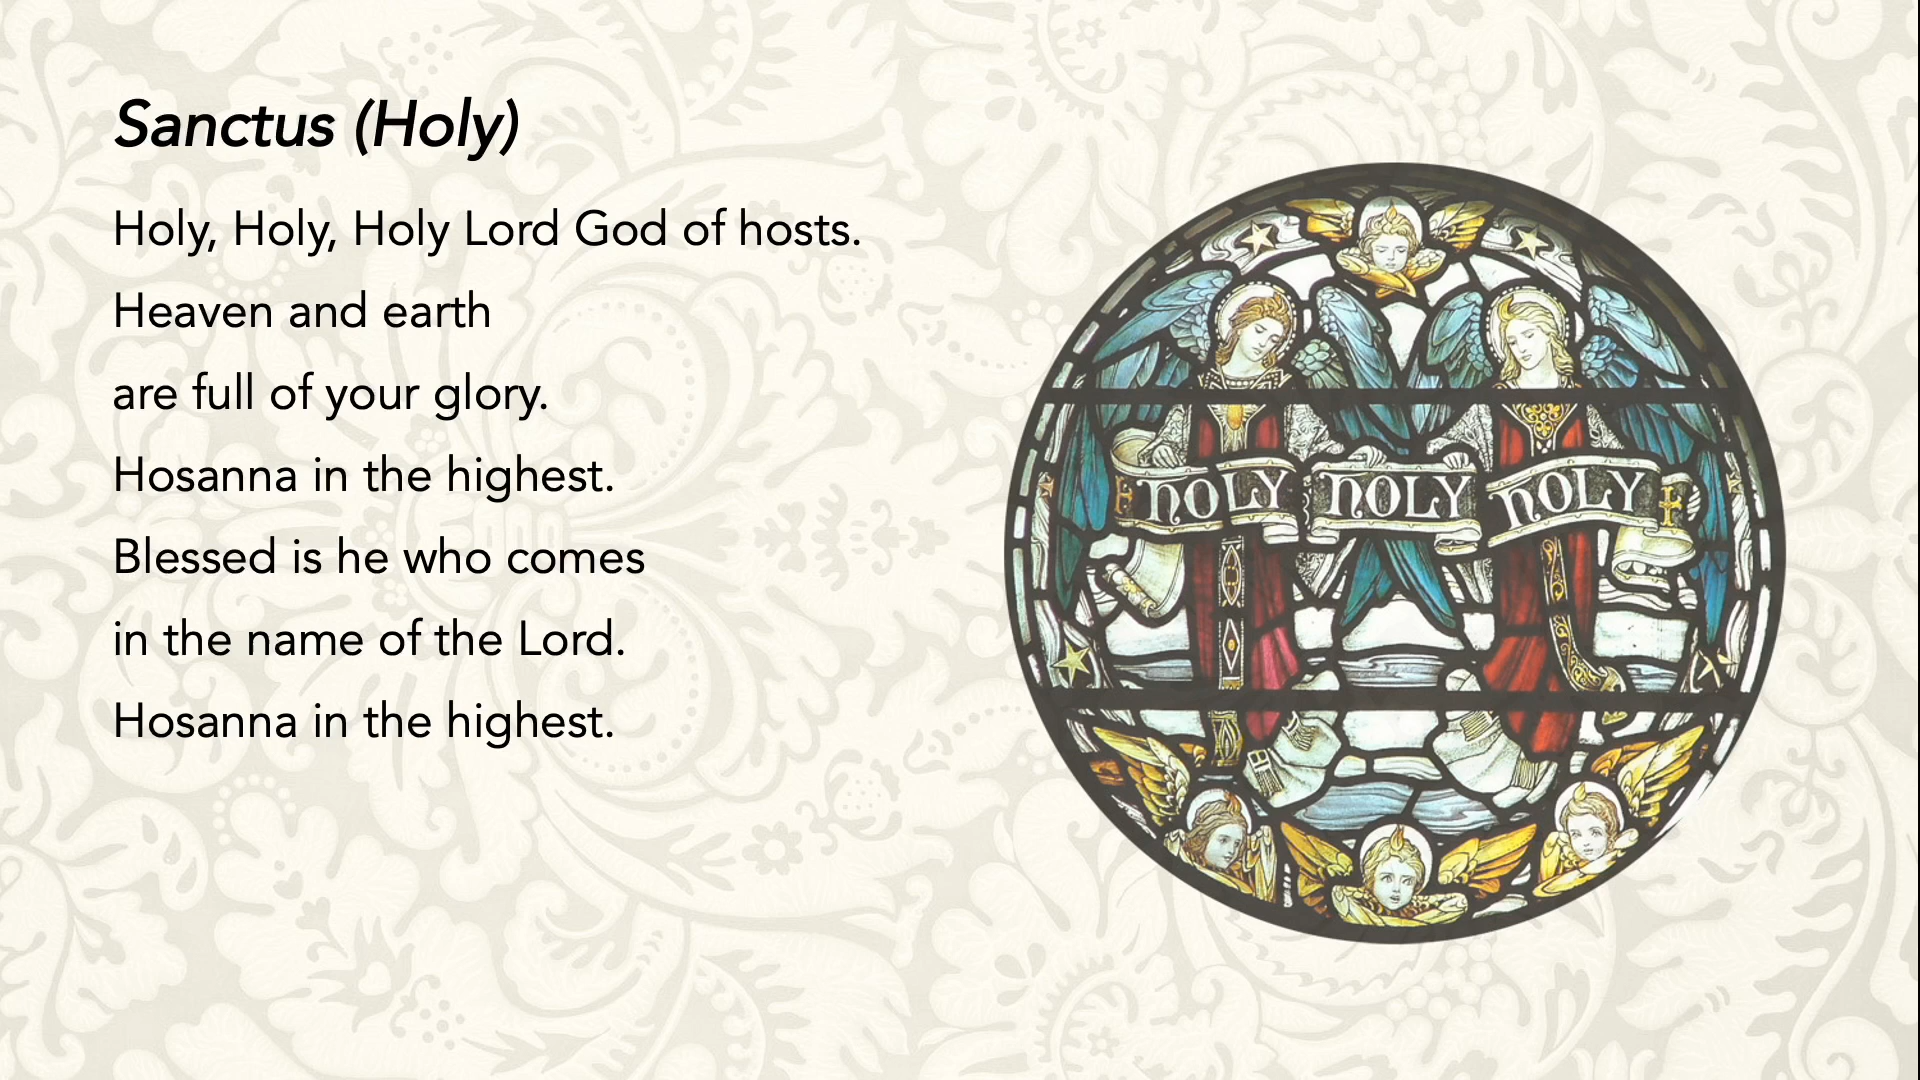 Sanctus (Holy)
Holy, Holy, Holy Lord God of hosts.
Heaven and earth
are full of your glory.
Hosanna in the highest.
Blessed is he who comes
in the name of the Lord.
Hosanna in the highest.
HOLY HOLY HOLY